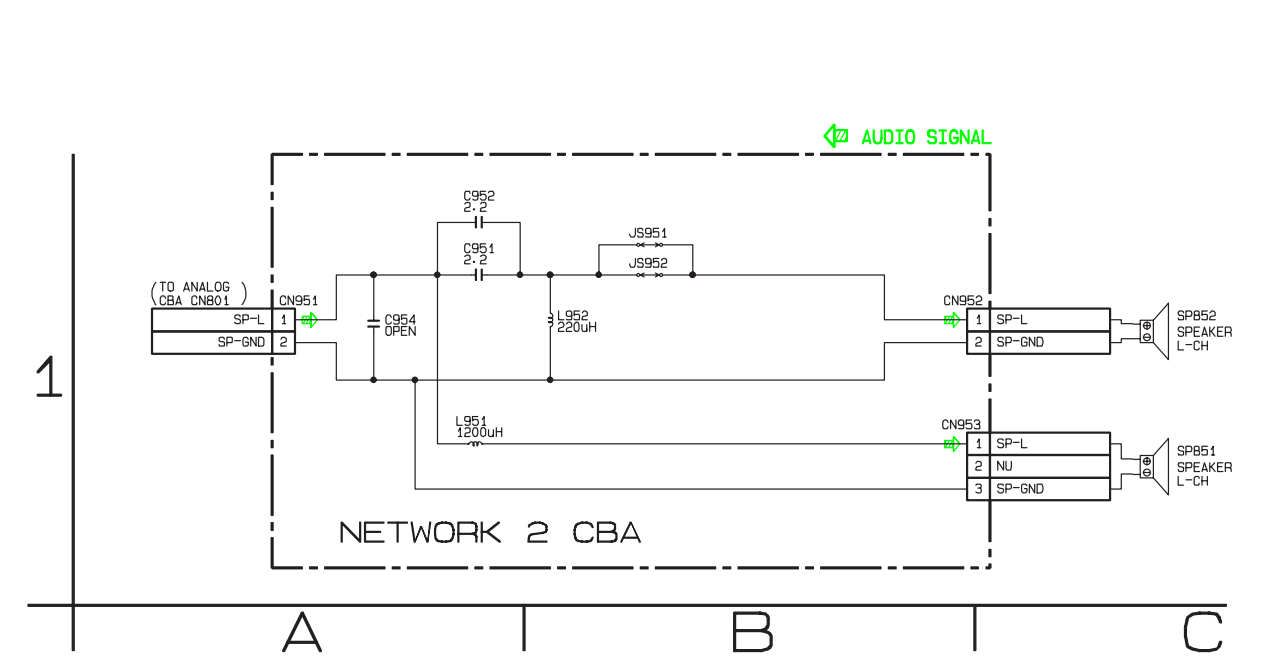 AUDIO SIGNAL
C952
2.2
JS951
C951
2.2
JS952
(TO ANALOG
CBA CN801)
CN951
CN952
SP-L 1
SP-GND 2
C954
OPEN
L952
220uH
1 SP-L
2 SP-GND
SP852
SPEAKER
L-CH
1
L951
1200uH
CN953
1 SP-L
2 NU
3 SP-GND
SP851
SPEAKER
L-CH
NETWORK 2 CBA
A B C